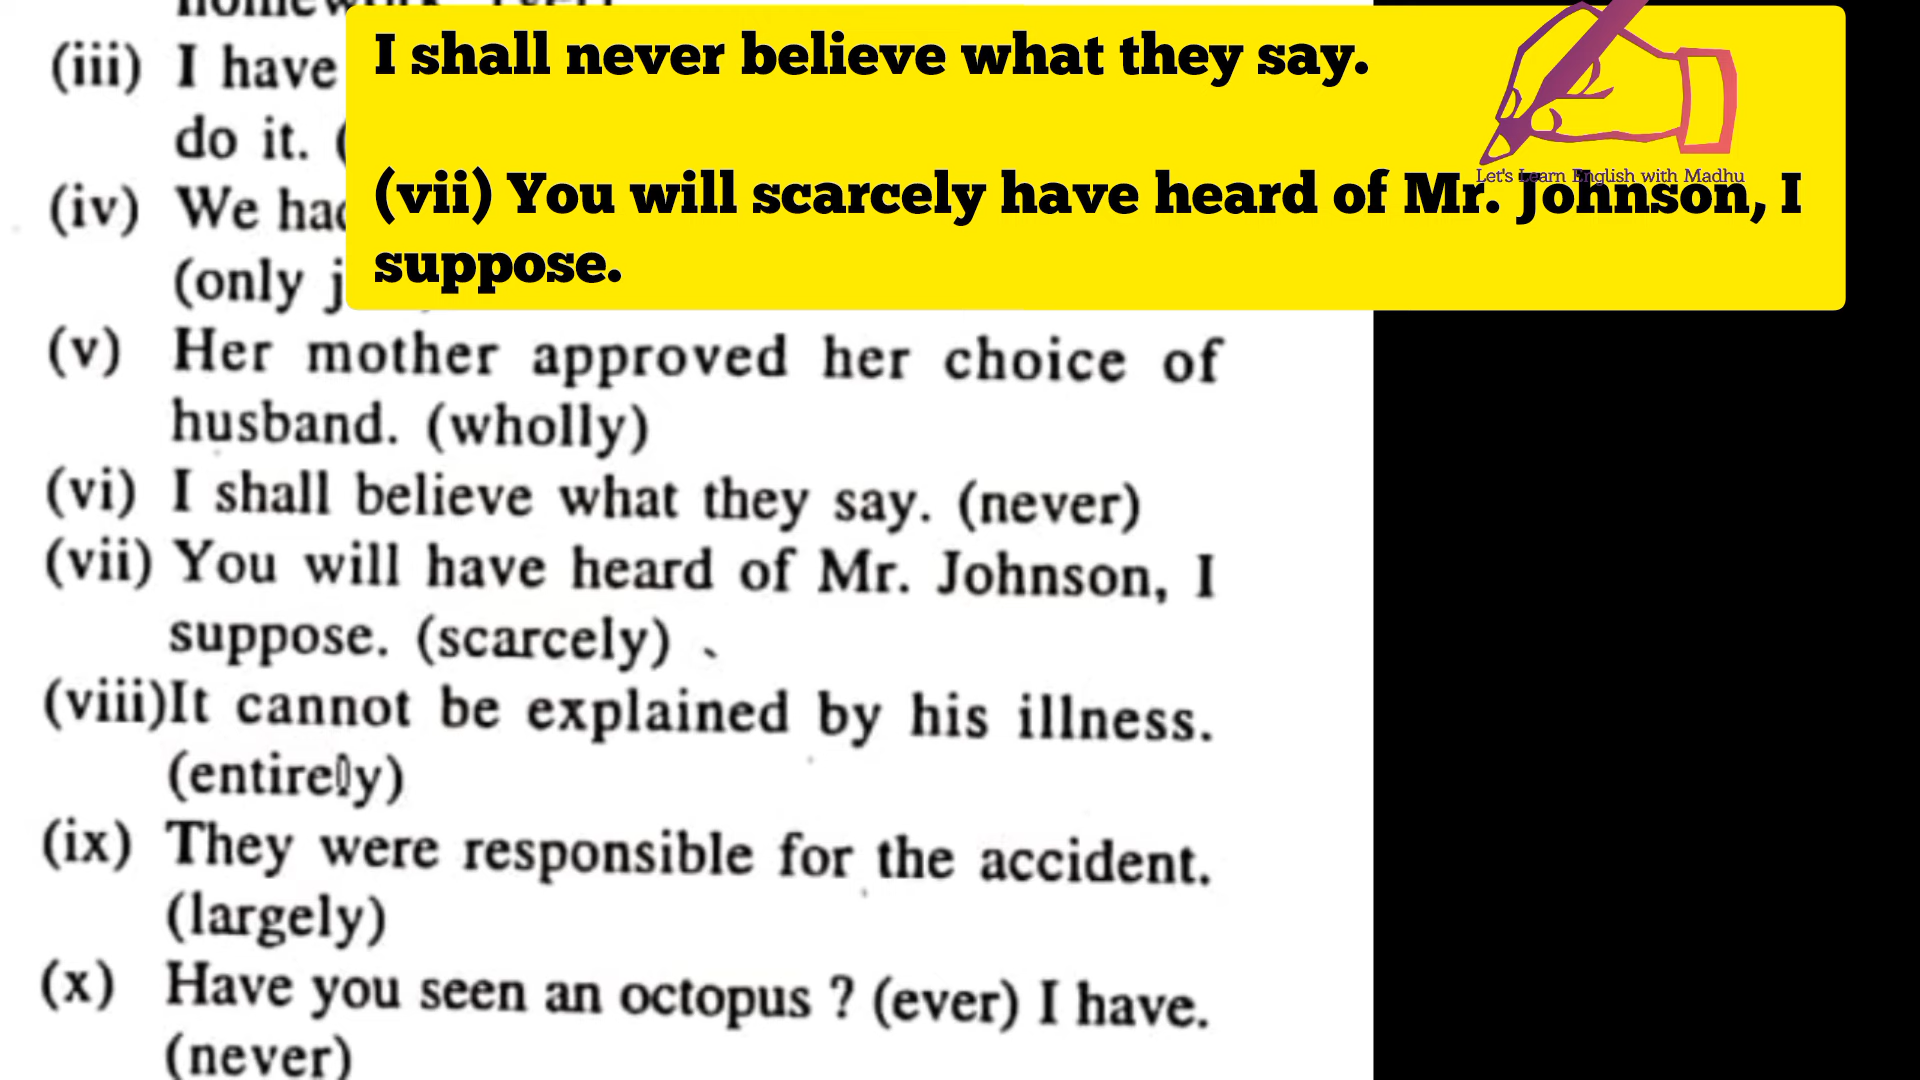 (iii) I have
do it. (
(iv) We had
(only j
I shall never believe what they say.
(vii) You will scarcely have heard of Mr. Johnson, I
suppose.
Let's Learn English with Madhu
(v) Her mother approved her choice of
husband. (wholly)
(vi) I shall believe what they say. (never)
(vii) You will have heard of Mr. Johnson, I
suppose. (scarcely)
(viii) It cannot be explained by his illness.
(entirely)
(ix) They were responsible for the accident.
(largely)
(x) Have you seen an octopus ? (ever) I have.
(never)